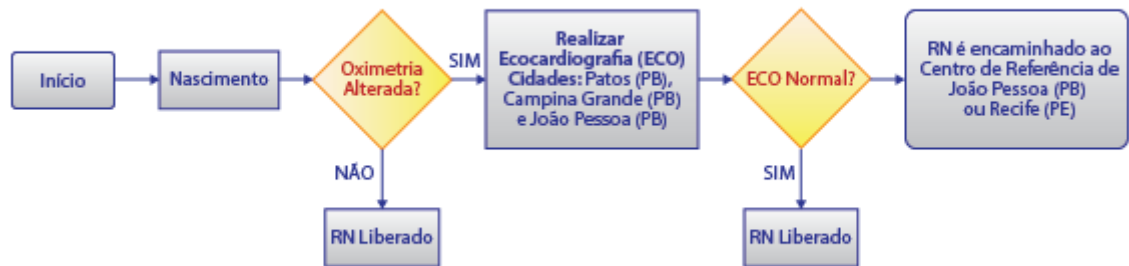 Início
Nascimento
Oximetria
Alterada?
SIM
Realizar
Ecocardiografia (ECO)
Cidades: Patos (PB),
Campina Grande (PB)
e João Pessoa (PB)
ECO Normal?
RN é encaminhado ao
Centro de Referência de
João Pessoa (PB)
ou Recife (PE)
NÃO
SIM
RN Liberado
RN Liberado